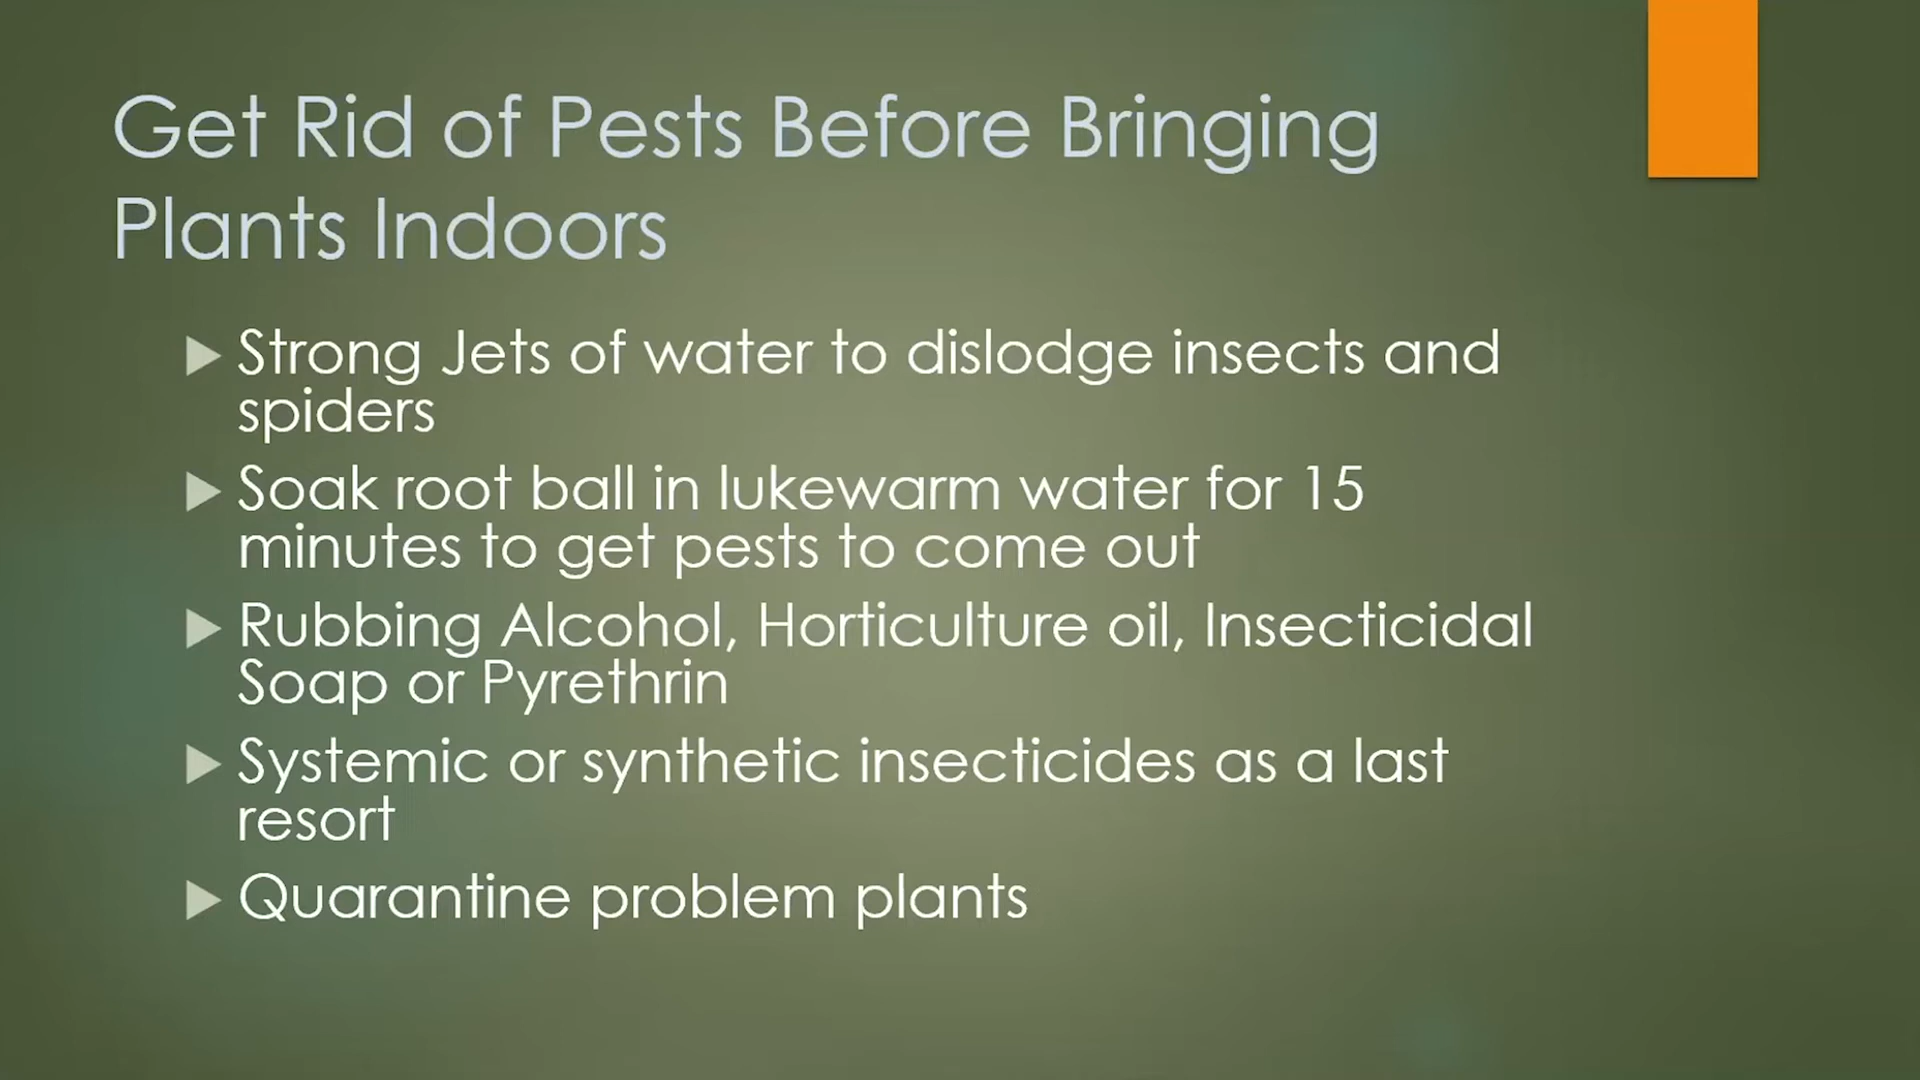 Get Rid of Pests Before Bringing
Plants Indoors
Strong Jets of water to dislodge insects and
spiders
Soak root ball in lukewarm water for 15
minutes to get pests to come out
Rubbing Alcohol, Horticulture oil, Insecticidal
Soap or Pyrethrin
Systemic or synthetic insecticides as a last
resort
Quarantine problem plants